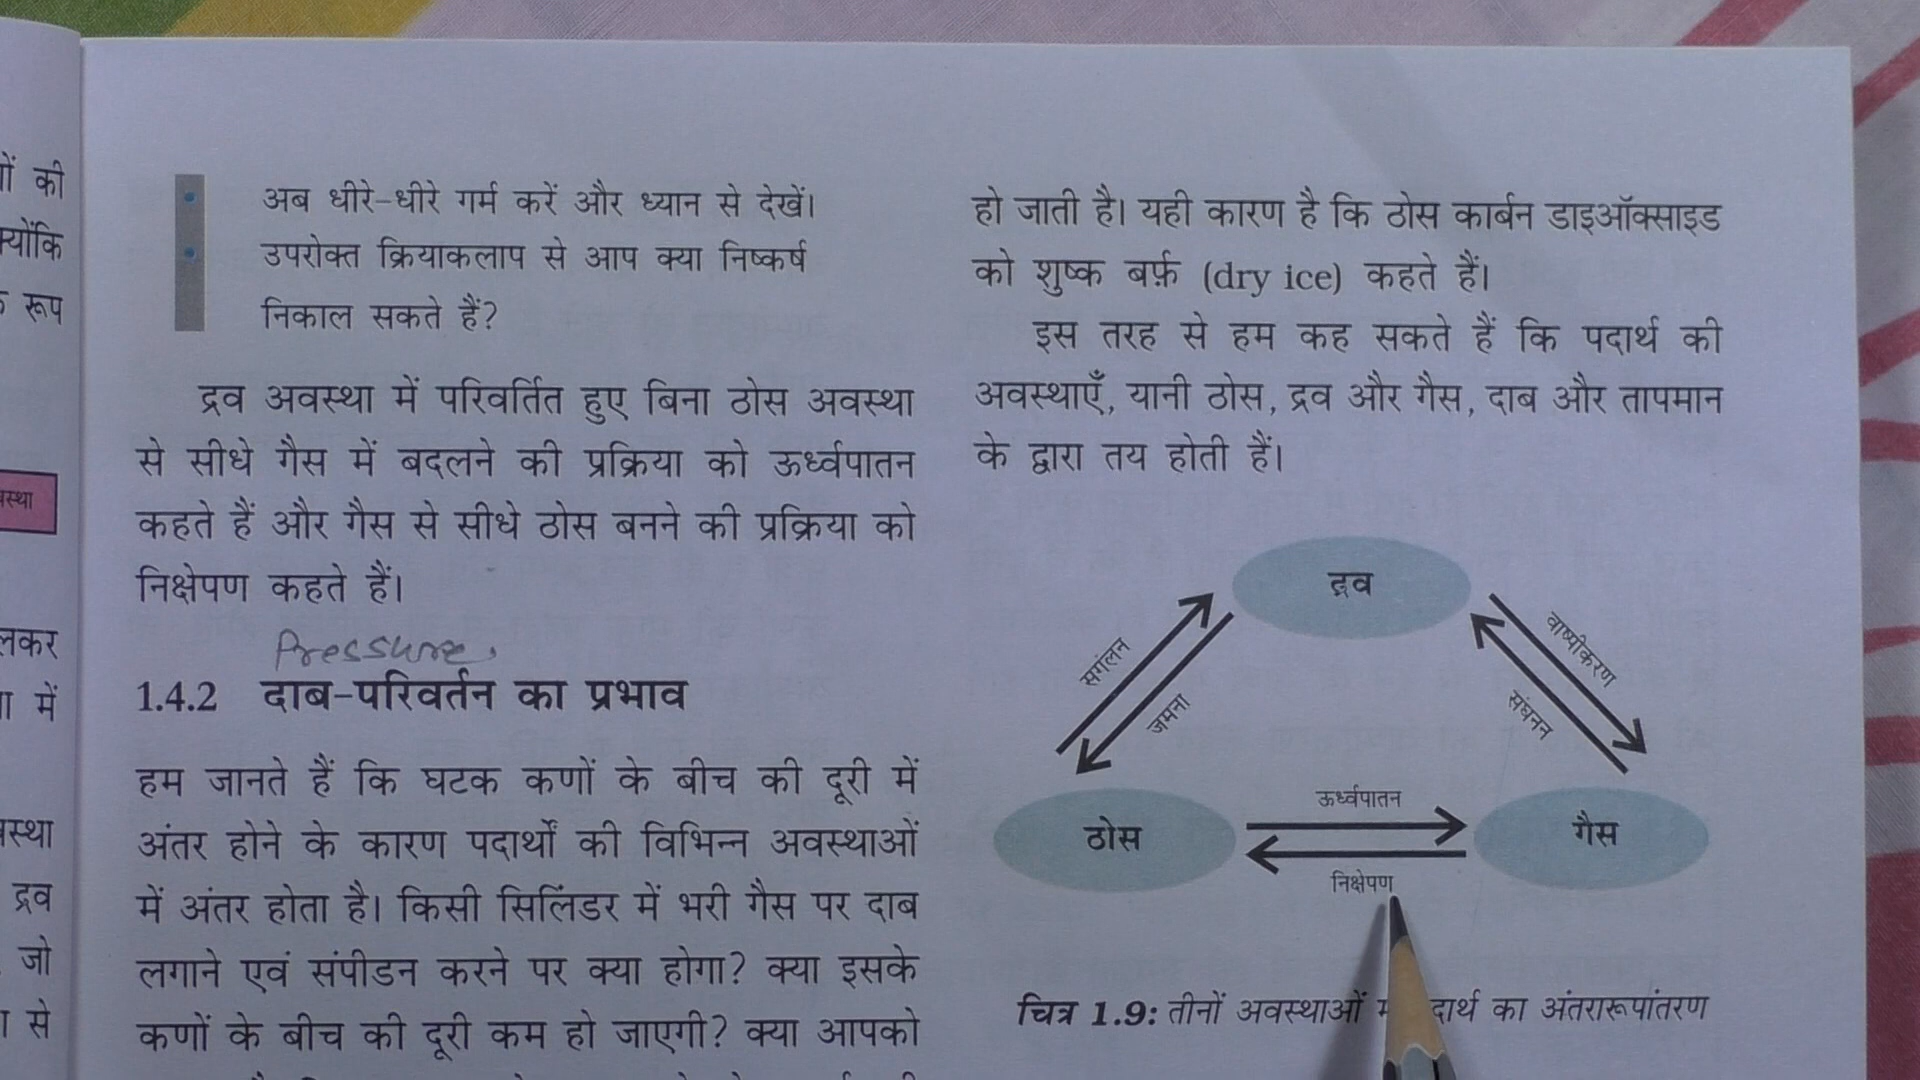 ों की
क्योंकि
रूप
लकर
ा में
द्रव
जो
ा से
अब धीरे-धीरे गर्म करें और ध्यान से देखें।
उपरोक्त क्रियाकलाप से आप क्या निष्कर्ष
निकाल सकते हैं?
द्रव अवस्था में परिवर्तित हुए बिना ठोस अवस्था
से सीधे गैस में बदलने की प्रक्रिया को ऊर्ध्वपातन
कहते हैं और गैस से सीधे ठोस बनने की प्रक्रिया को
निक्षेपण कहते हैं।
Pressure
1.4.2 दाब-परिवर्तन का प्रभाव
हम जानते हैं कि घटक कणों के बीच की दूरी में
अंतर होने के कारण पदार्थों की विभिन्न अवस्थाओं
में अंतर होता है। किसी सिलिंडर में भरी गैस पर दाब
लगाने एवं संपीडन करने पर क्या होगा? क्या इसके
कणों के बीच की दूरी कम हो जाएगी? क्या आपको
हो जाती है। यही कारण है कि ठोस कार्बन डाइऑक्साइड
को शुष्क बर्फ़ (dry ice) कहते हैं।
इस तरह से हम कह सकते हैं कि पदार्थ की
अवस्थाएँ, यानी ठोस, द्रव और गैस, दाब और तापमान
के द्वारा तय होती हैं।
द्रव
सगंलन
जमना
वाष्पीकरण
संघनन
ठोस
ऊर्ध्वपातन
निक्षेपण
गैस
चित्र 1.9: तीनों अवस्थाओं दार्थ का अंतरारूपांतरण